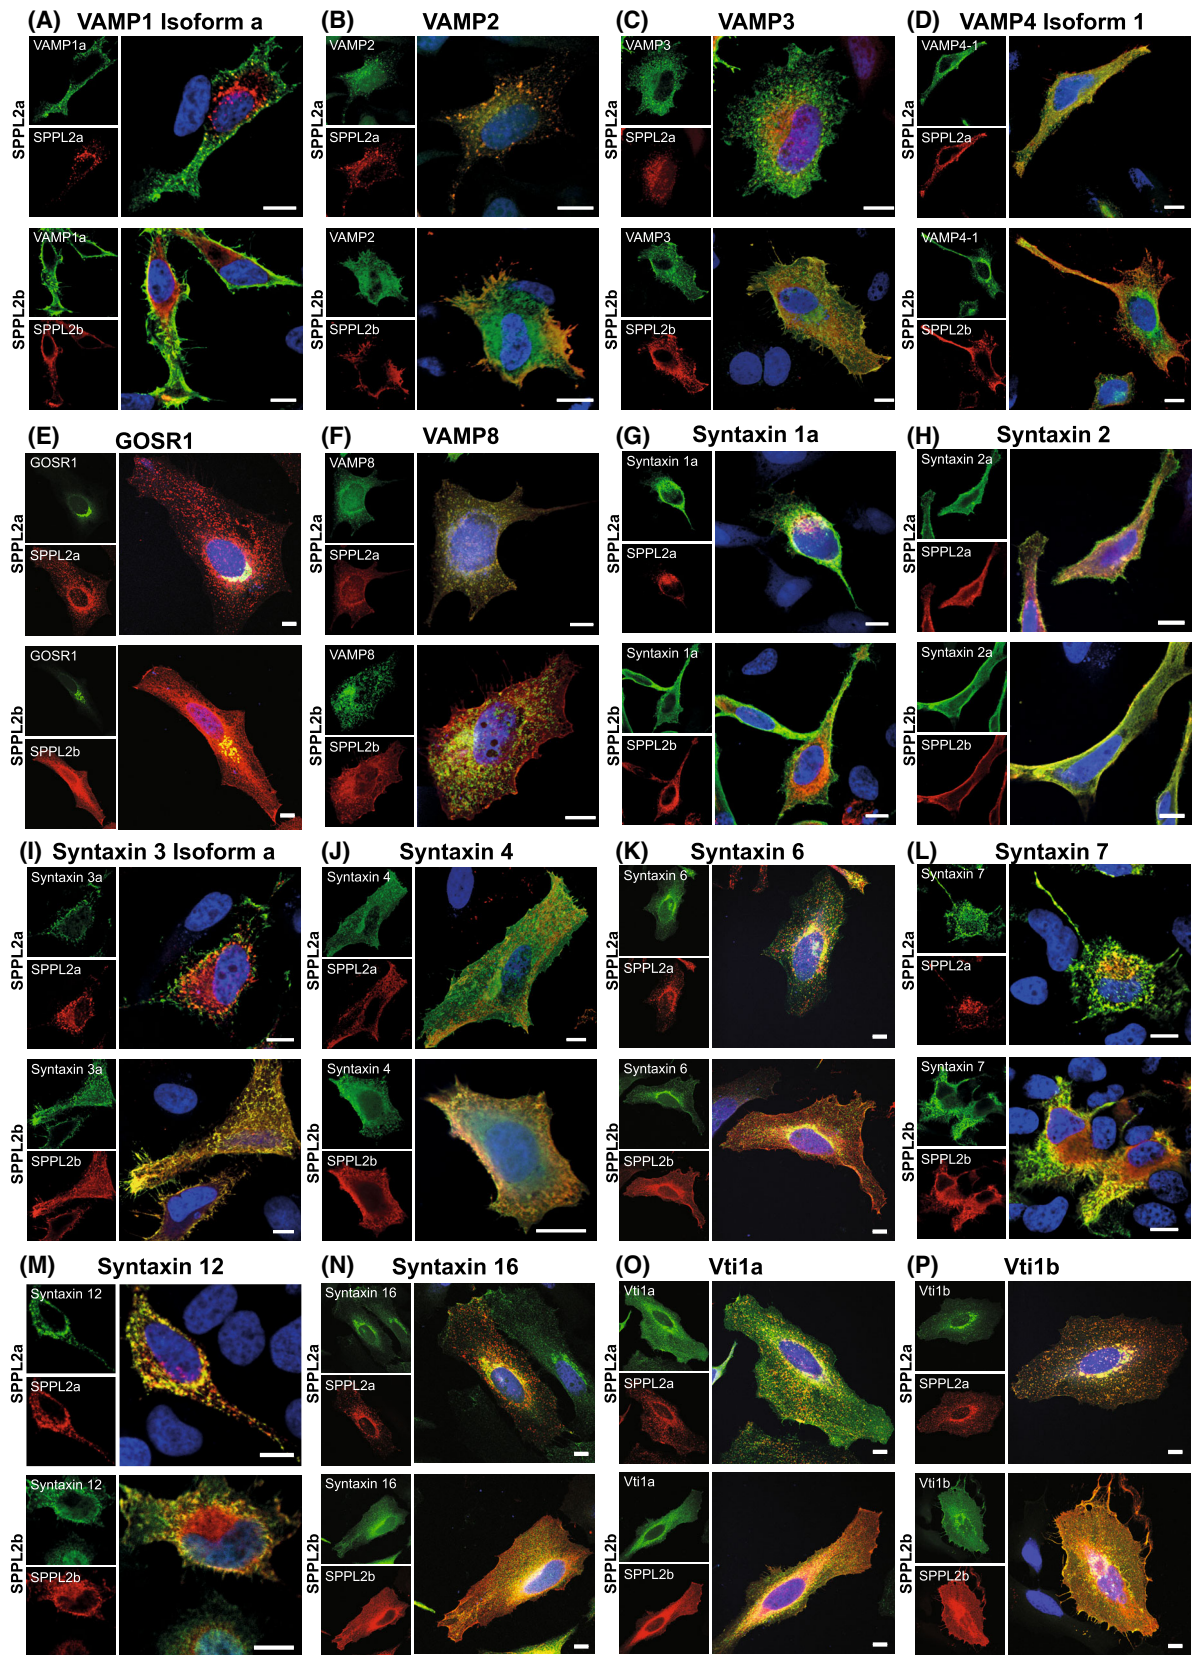 (A) VAMP1 Isoform a
VAMP1a
SPPL2a
SPPL2a
VAMP1a
SPPL2b
SPPL2b
(B) VAMP2
VAMP2
SPPL2a
SPPL2a
VAMP2
SPPL2b
SPPL2b
(C) VAMP3
VAMP3
SPPL2a
SPPL2a
VAMP3
SPPL2b
SPPL2b
(D) VAMP4 Isoform 1
VAMP4-1
SPPL2a
SPPL2a
VAMP4-1
SPPL2b
SPPL2b
(E) GOSR1
GOSR1
SPPL2a
SPPL2a
GOSR1
SPPL2b
SPPL2b
(F) VAMP8
VAMP8
SPPL2a
SPPL2a
VAMP8
SPPL2b
SPPL2b
(G) Syntaxin 1a
Syntaxin 1a
SPPL2a
SPPL2a
Syntaxin 1a
SPPL2b
SPPL2b
(H) Syntaxin 2
Syntaxin 2a
SPPL2a
SPPL2a
Syntaxin 2a
SPPL2b
SPPL2b
(I) Syntaxin 3 Isoform a
Syntaxin 3a
SPPL2a
SPPL2a
Syntaxin 3a
SPPL2b
SPPL2b
(J) Syntaxin 4
Syntaxin 4
SPPL2a
SPPL2a
Syntaxin 4
SPPL2b
SPPL2b
(K) Syntaxin 6
Syntaxin 6
SPPL2a
SPPL2a
Syntaxin 6
SPPL2b
SPPL2b
(L) Syntaxin 7
Syntaxin 7
SPPL2a
SPPL2a
Syntaxin 7
SPPL2b
SPPL2b
(M) Syntaxin 12
Syntaxin 12
SPPL2a
SPPL2a
Syntaxin 12
SPPL2b
SPPL2b
(N) Syntaxin 16
Syntaxin 16
SPPL2a
SPPL2a
Syntaxin 16
SPPL2b
SPPL2b
(O) Vti1a
Vti1a
SPPL2a
SPPL2a
Vti1a
SPPL2b
SPPL2b
(P) Vti1b
Vti1b
SPPL2a
SPPL2a
Vti1b
SPPL2b
SPPL2b